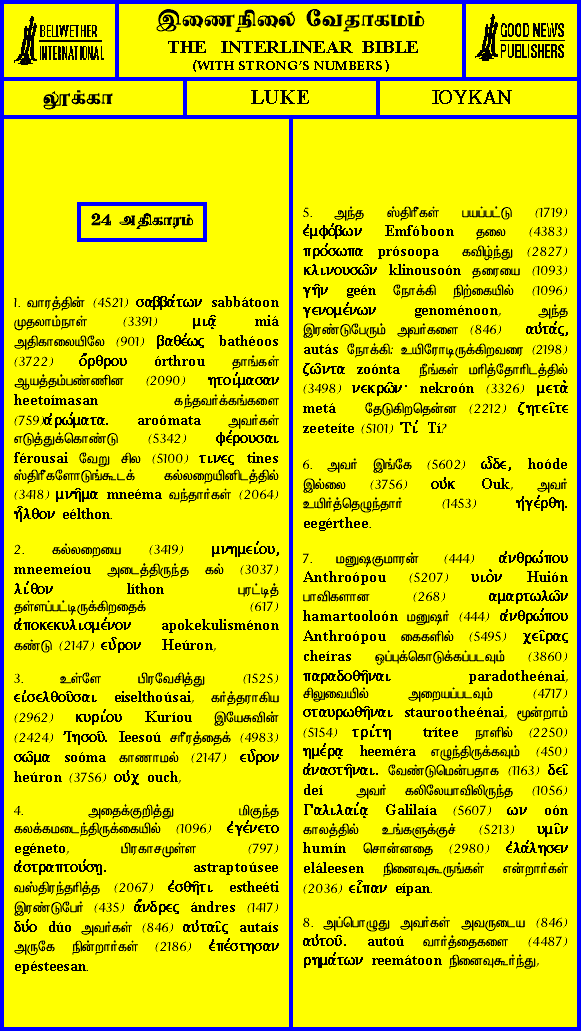 BELLWETHER
INTERNATIONAL
இணைநிலை வேதாகமம்
THE INTERLINEAR BIBLE
(WITH STRONG'S NUMBERS)
GOOD NEWS
PUBLISHERS
லூக்கா
LUKE
ΙΟΥΚΑΝ
24 அதிகாரம்
1. வாரத்தின் (4521) σαββάτων sabbátoon
முதலாம்நாள் (3391) μιᾷ miá
அதிகாலையிலே (901) βαθέως bathéoos
(3722) ὄρθρου órthrou தாங்கள்
ஆயத்தம்பண்ணின (2090) ητοίμασαν
heetoímasan கந்தவர்க்கங்களை
(759)ἀρώματα. aroómata அவர்கள்
எடுத்துக்கொண்டு (5342) φέρουσαι
férousai வேறு சில (5100) τινες tines
ஸ்திரீகளோடுங்கூடக் கல்லறையினிடத்தில்
(3418) μνῆμα mneéma வந்தார்கள் (2064)
ἦλθον eélthon.
2. கல்லறையை (3419) μνημείου,
mneemeíou அடைத்திருந்த கல் (3037)
λίθον líthon புரட்டித்
தள்ளப்பட்டிருக்கிறதைக் (617)
ἀποκεκυλισμένον apokekulisménon
கண்டு (2147) εὗρον Heúron,
3. உள்ளே பிரவேசித்து (1525)
εἰσελθοῦσαι eiselthoúsai, கர்த்தராகிய
(2962) κυρίου Kuríou இயேசுவின்
(2424) Ἰησοῦ. Ieesoú சரீரத்தைக் (4983)
σῶμα soóma காணாமல் (2147) εὗρον
heúron (3756) οὐχ ouch,
4. அதைக்குறித்து மிகுந்த
கலக்கமடைந்திருக்கையில் (1096) ἐγένετο
egéneto, பிரகாசமுள்ள (797)
ἀστραπτούσῃ. astraptoúsee
வஸ்திரந்தரித்த (2067) ἐσθῆτι estheéti
இரண்டுபேர் (435) ἄνδρες ándres (1417)
δύο dúo அவர்கள் (846) αὐταῖς autaís
அருகே நின்றார்கள் (2186) ἐπέστησαν
epésteesan.
5. அந்த ஸ்திரீகள் பயப்பட்டு (1719)
ἐμφόβων Emfóboon தலை (4383)
πρόσωπα prósoopa கவிழ்ந்து (2827)
κλινουσῶν klinousoón தரையை (1093)
γῆν geén நோக்கி நிற்கையில் (1096)
γενομένων genoménoon, அந்த
இரண்டுபேரும் அவர்களை (846) αὐτάς,
autás நோக்கி: உயிரோடிருக்கிறவரை (2198)
ζῶντα zoónta நீங்கள் மரித்தோரிடத்தில்
(3498) νεκρῶν· nekroón (3326) μετὰ
metá தேடுகிறதென்ன (2212) ζητεῖτε
zeeteíte (5101) Τί Tí?
6. அவர் இங்கே (5602) ὧδε, hoóde
இல்லை (3756) οὐκ Ouk, அவர்
உயிர்த்தெழுந்தார் (1453) ἠγέρθη.
eegérthee.
7. மனுஷகுமாரன் (444) ἀνθρώπου
Anthroópou (5207) υιὸν Huión
பாவிகளான (268) αμαρτωλῶν
hamartooloón மனுஷர் (444) ἀνθρώπου
Anthroópou கைகளில் (5495) χεῖρας
cheíras ஒப்புக்கொடுக்கப்படவும் (3860)
παραδοθῆναι paradotheénai,
சிலுவையில் அறையப்படவும் (4717)
σταυρωθῆναι staurootheénai, மூன்றாம்
(5154) τρίτῃ trítee நாளில் (2250)
ημέρᾳ heeméra எழுந்திருக்கவும் (450)
ἀναστῆναι. வேண்டுமென்பதாக (1163) δεῖ
deí அவர் கலிலேயாவிலிருந்த (1056)
Γαλιλαίᾳ Galilaía (5607) ων oón
காலத்தில் உங்களுக்குச் (5213) υμῖν
humín சொன்னதை (2980) ἐλάλησεν
eláleesen நினைவுகூருங்கள் என்றார்கள்
(2036) εἶπαν eípan.
8. அப்பொழுது அவர்கள் அவருடைய (846)
αὐτοῦ. autoú வார்த்தைகளை (4487)
ρημάτων reemátoon நினைவுகூர்ந்து,